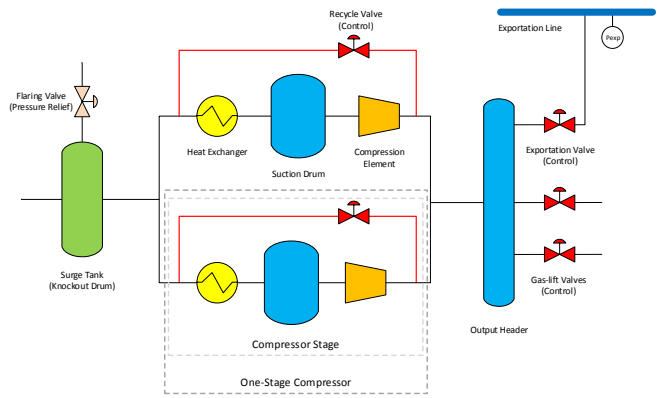 Recycle Valve
(Control)
Exportation Line
Pexp
Flaring Valve
(Pressure Relief)
Heat Exchanger
Suction Drum
Compression
Element
Exportation Valve
(Control)
Surge Tank
(Knockout Drum)
Gas-lift Valves
(Control)
Output Header
Compressor Stage
One-Stage Compressor